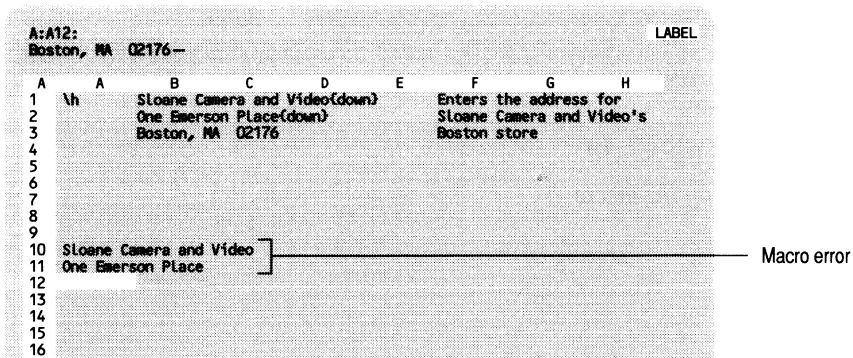 A:A12: LABEL
Boston, MA  02176
A A B C D E F G H
1 \h Sloane Camera and Video{down} Enters the address for
2 One Emerson Place{down} Sloane Camera and Video's
3 Boston, MA  02176 Boston store
4
5
6
7
8
9
10 Sloane Camera and Video
11 One Emerson Place
Macro error
12
13
14
15
16